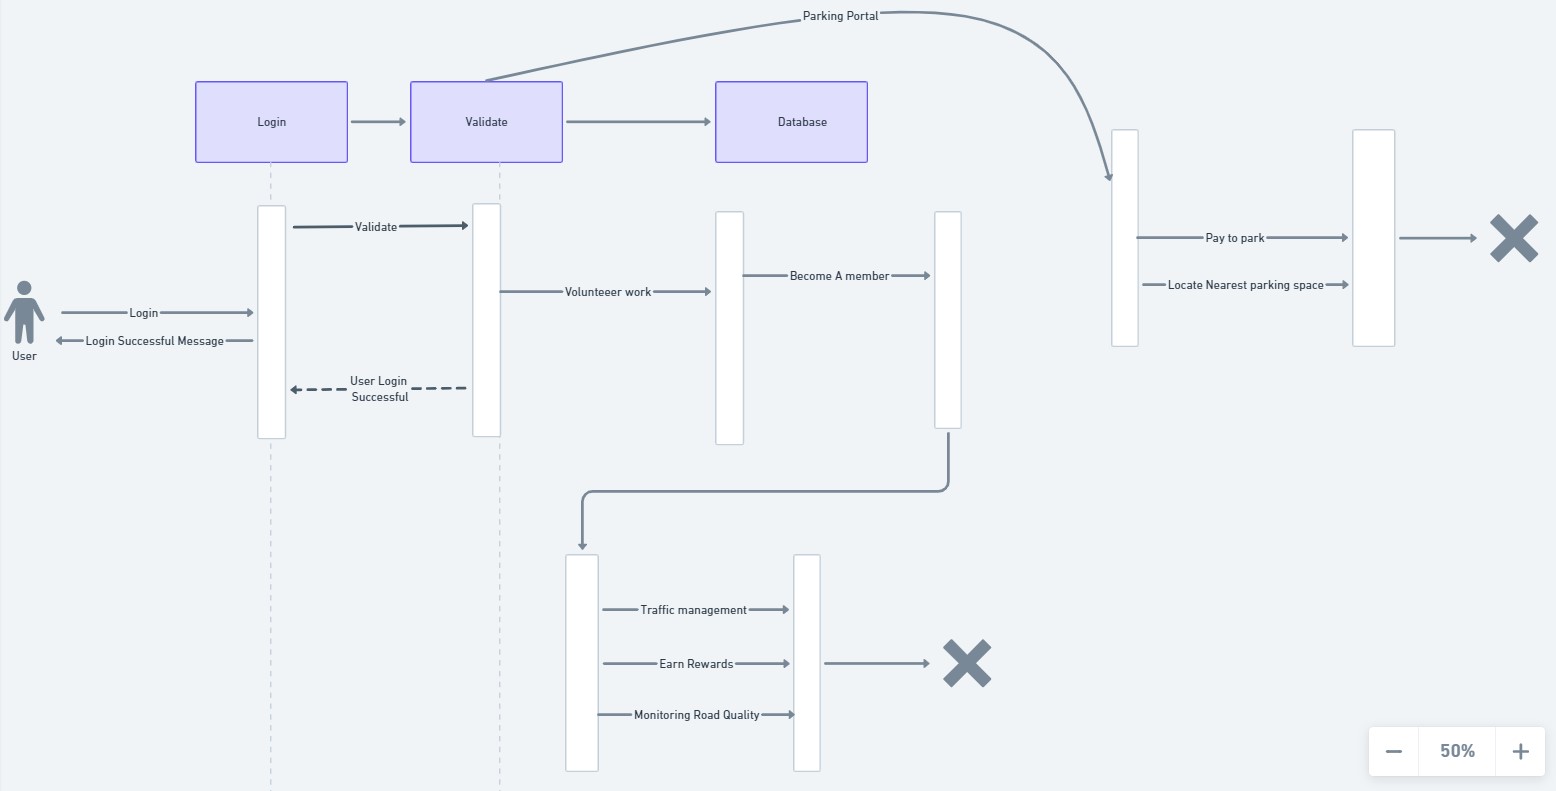 Parking Portal
Login
Validate
Database
Validate
Pay to park
Become A member
Locate Nearest parking space
Volunteeer work
Login
Login Successful Message
User
User Login
Successful
Traffic management
Earn Rewards
Monitoring Road Quality
50%